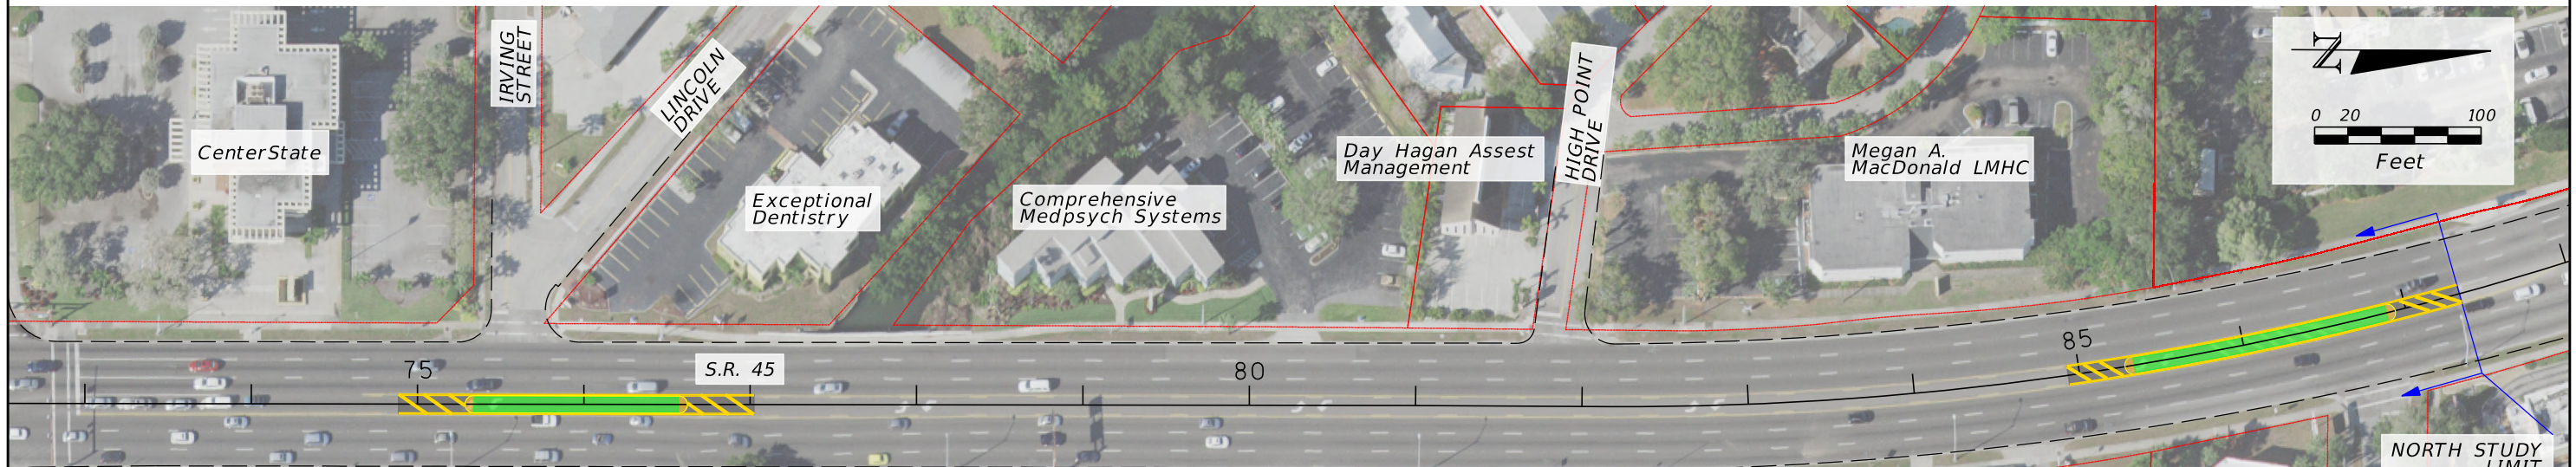 CenterState
IRVING
STREET
LINCOLN
DRIVE
Exceptional
Dentistry
Comprehensive
Medpsych Systems
Day Hagan Assest
Management
HIGH POINT
DRIVE
Megan A.
MacDonald LMHC
N
0 20 100
Feet
75
S.R. 45
80
85
NORTH STUDY
LIMIT